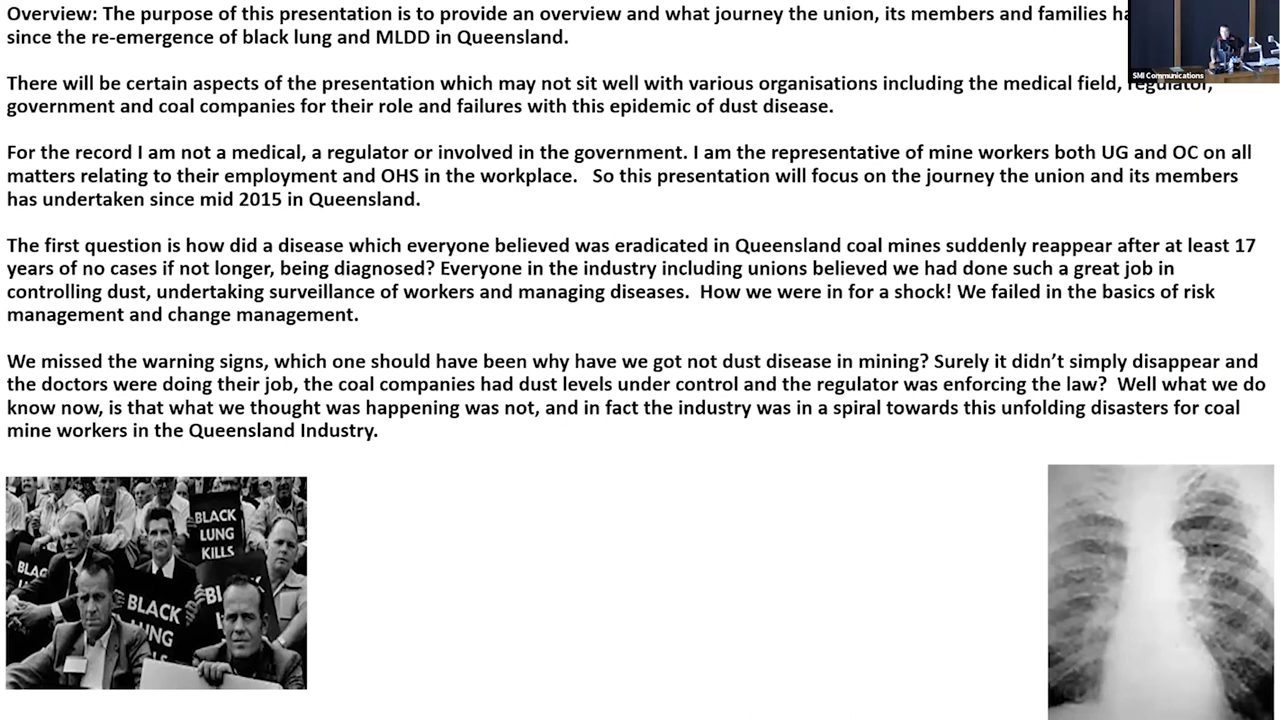 Overview: The purpose of this presentation is to provide an overview and what journey the union, its members and families
since the re-emergence of black lung and MLDD in Queensland.
SMI Communications
There will be certain aspects of the presentation which may not sit well with various organisations including the medical field, regulator,
government and coal companies for their role and failures with this epidemic of dust disease.
For the record I am not a medical, a regulator or involved in the government. I am the representative of mine workers both UG and OC on all
matters relating to their employment and OHS in the workplace. So this presentation will focus on the journey the union and its members
has undertaken since mid 2015 in Queensland.
The first question is how did a disease which everyone believed was eradicated in Queensland coal mines suddenly reappear after at least 17
years of no cases if not longer, being diagnosed? Everyone in the industry including unions believed we had done such a great job in
controlling dust, undertaking surveillance of workers and managing diseases. How we were in for a shock! We failed in the basics of risk
management and change management.
We missed the warning signs, which one should have been why have we got not dust disease in mining? Surely it didn't simply disappear and
the doctors were doing their job, the coal companies had dust levels under control and the regulator was enforcing the law? Well what we do
know now, is that what we thought was happening was not, and in fact the industry was in a spiral towards this unfolding disasters for coal
mine workers in the Queensland Industry.
BLACK
LUNG
KILLS
BLACK
LUNG